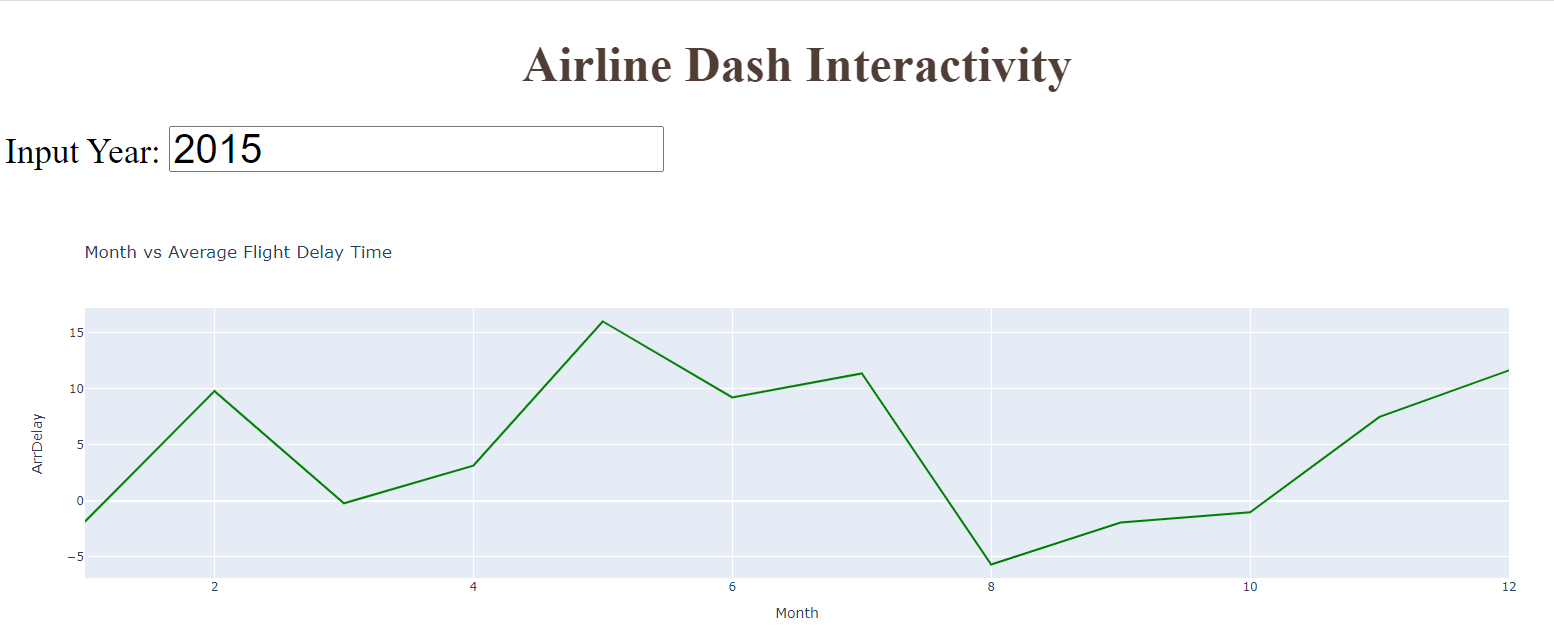 Airline Dash Interactivity
Input Year: 2015
Month vs Average Flight Delay Time
15
10
5
0
−5
ArrDelay
2 4 6 8 10 12
Month